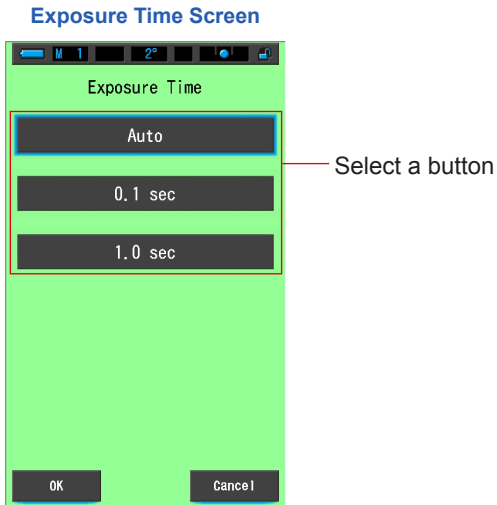 Exposure Time Screen
M 1 2°
Exposure Time
Auto
Select a button
0.1 sec
1.0 sec
OK Cancel